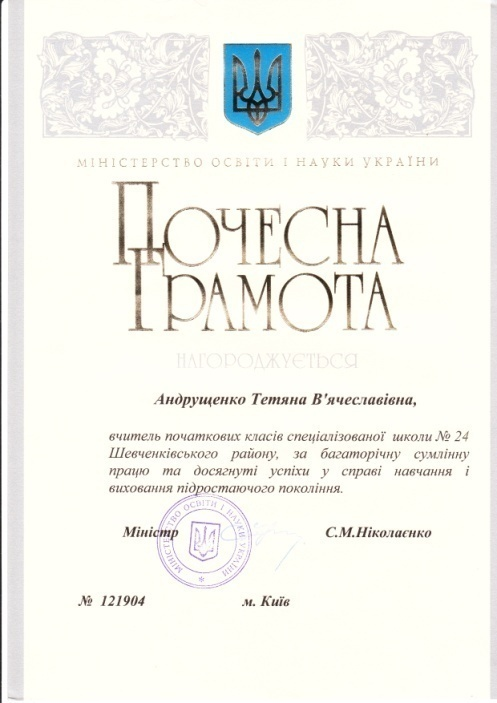 МІНІСТЕРСТВО ОСВІТИ І НАУКИ УКРАЇНИ
ПОЧЕСНА
ГРАМОТА
НАГОРОДЖУЄТЬСЯ
Андрущенко Тетяна В'ячеславівна,
вчитель початкових класів спеціалізованої школи № 24
Шевченківського району, за багаторічну сумлінну
працю та досягнуті успіхи у справі навчання і
виховання підростаючого покоління.
Міністр С.М.Ніколаєнко
МІНІСТЕРСТВО ОСВІТИ І НАУКИ УКРАЇНИ
№ 121904 м. Київ